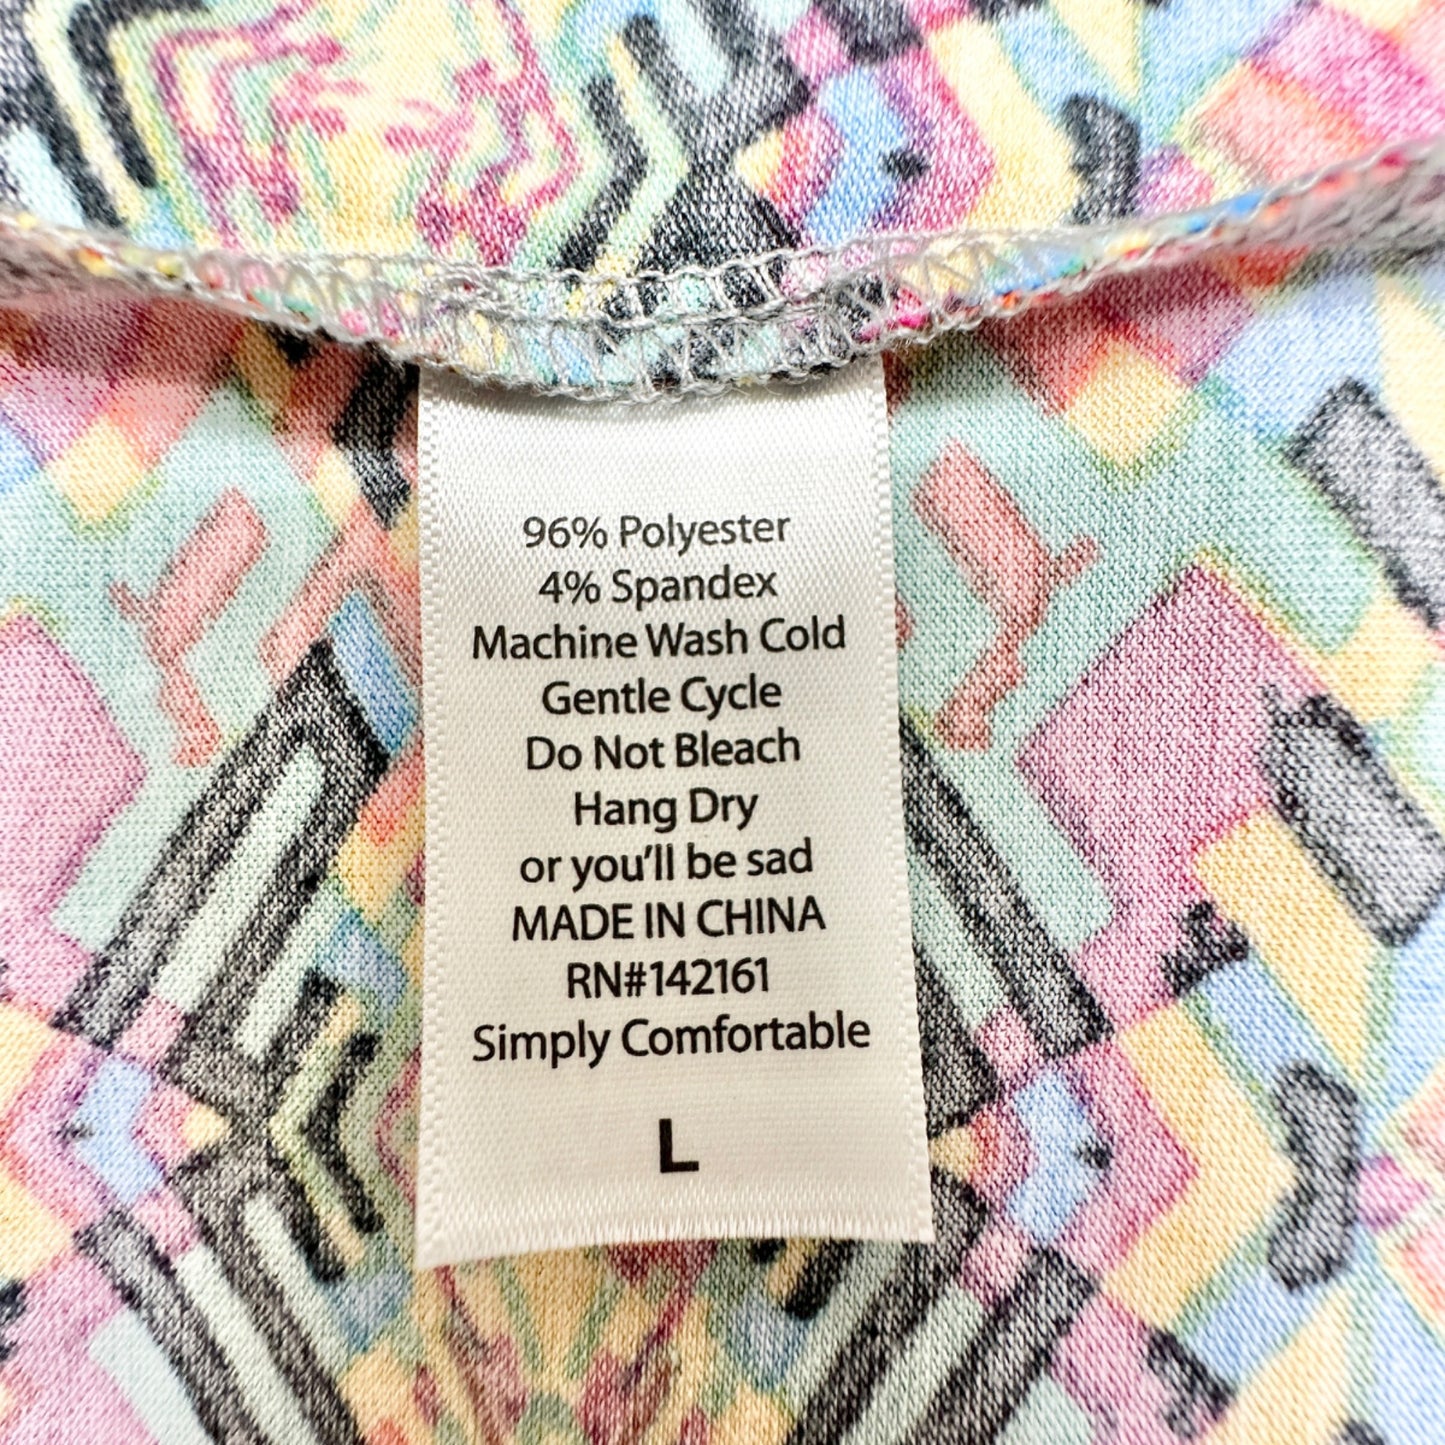 96% Polyester
4% Spandex
Machine Wash Cold
Gentle Cycle
Do Not Bleach
Hang Dry
or you'll be sad
MADE IN CHINA
RN#142161
Simply Comfortable
L